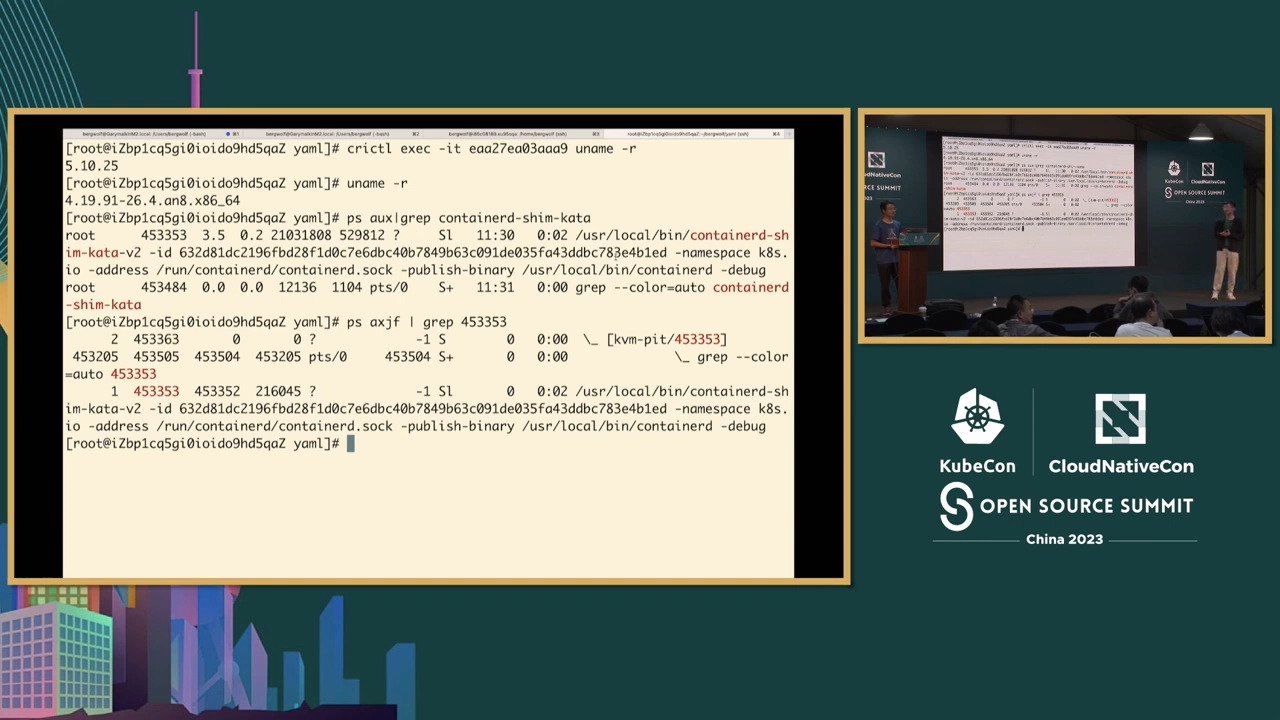 [root@iZbp1cq5gi0ioido9hd5qaZ yaml]# crictl exec -it eaa27ea03aaa9 uname -r
5.10.25
[root@iZbp1cq5gi0ioido9hd5qaZ yaml]# uname -r
4.19.91-26.4.an8.x86_64
[root@iZbp1cq5gi0ioido9hd5qaZ yaml]# ps aux|grep containerd-shim-kata
root 453353 3.5 0.2 21931808 529812 ? Sl 11:30 0:02 /usr/local/bin/containerd-sh
im-kata-v2 -id 632d81dc2196fbd28f1d0c7e6dbc40b7849b63c091de035fa43ddbc783e4b1ed -namespace k8s.
io -address /run/containerd/containerd.sock -publish-binary /usr/local/bin/containerd -debug
root 453484 0.0 0.0 12136 1104 pts/0 S+ 11:31 0:00 grep --color=auto containerd
-shim-kata
[root@iZbp1cq5gi0ioido9hd5qaZ yaml]# ps axjf | grep 453353
2 453363 0 0 ? -1 S 0 0:00 \_ [kvm-pit/453353]
453205 453505 453504 453205 pts/0 453504 S+ 0 0:00 \_ grep --color
=auto 453353
1 453353 453352 216045 ? -1 Sl 0 0:02 /usr/local/bin/containerd-sh
im-kata-v2 -id 632d81dc2196fbd28f1d0c7e6dbc40b7849b63c091de035fa43ddbc783e4b1ed -namespace k8s.
io -address /run/containerd/containerd.sock -publish-binary /usr/local/bin/containerd -debug
[root@iZbp1cq5gi0ioido9hd5qaZ yaml]#
KubeCon
CloudNativeCon
OPEN SOURCE SUMMIT
China 2023